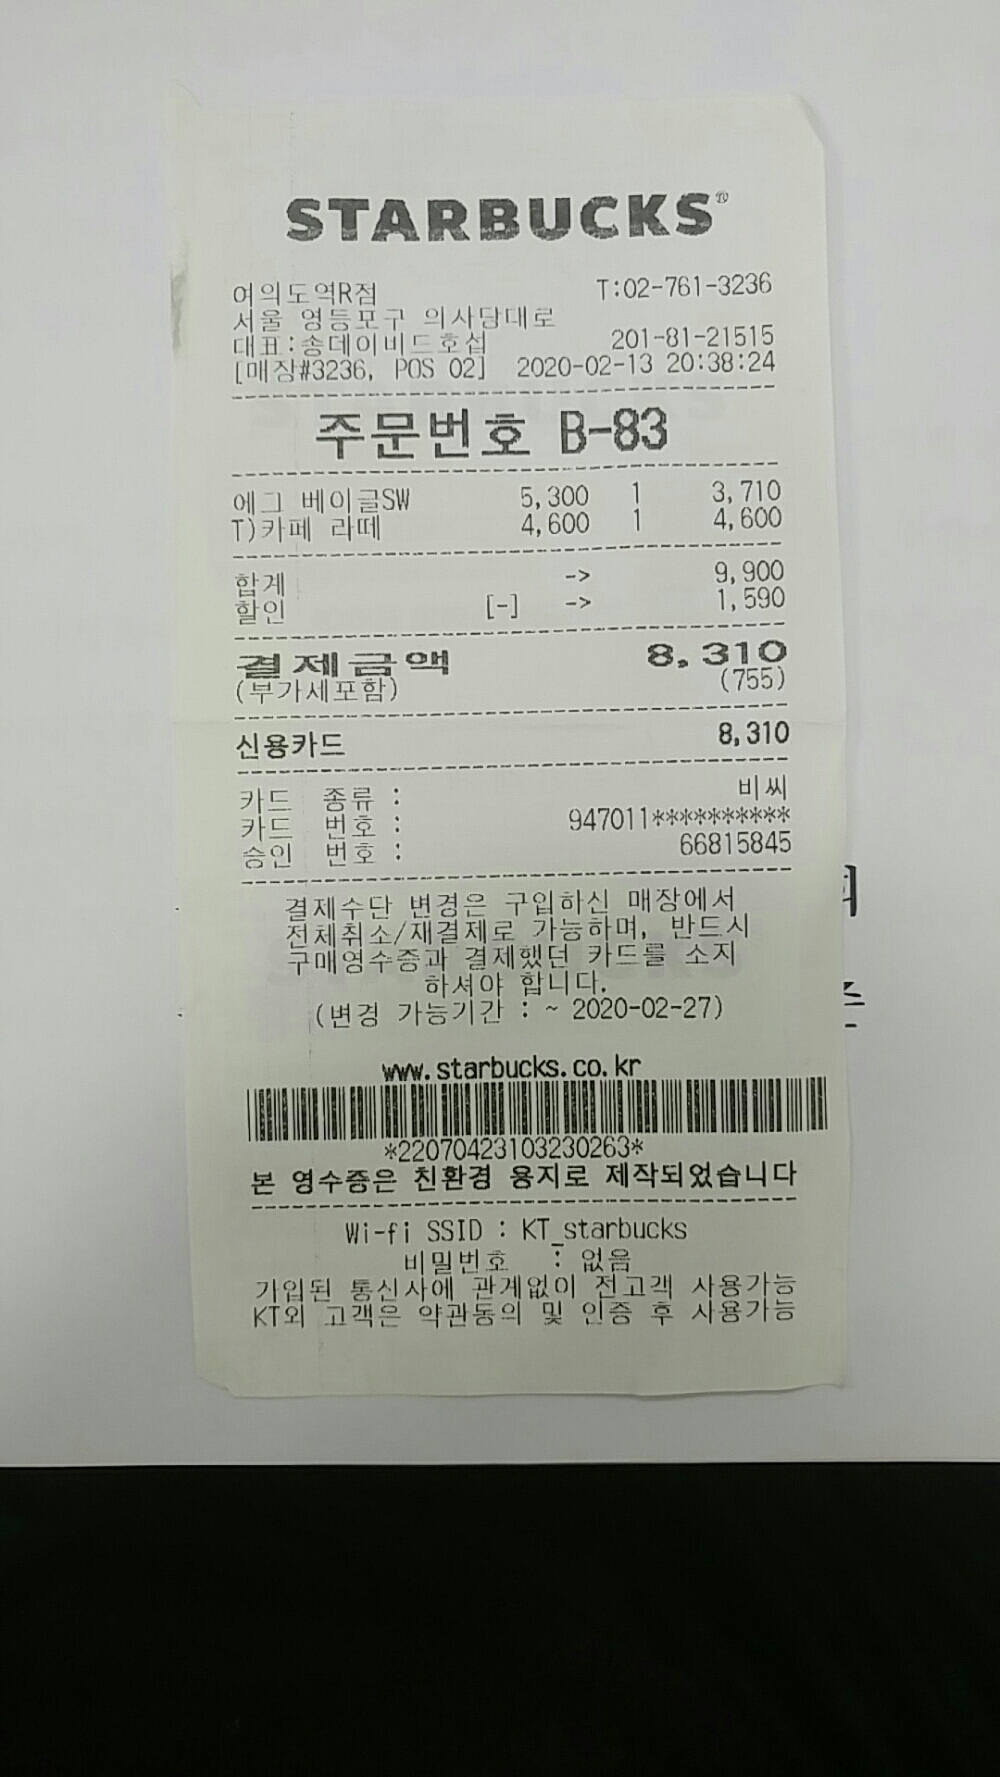 STARBUCKS®
여의도역R점 T:02-761-3236
서울 영등포구 의사당대로
대표:송데이비드호섭 201-81-21515
[매장#3236, POS 02] 2020-02-13 20:38:24
주문번호 B-83
에그 베이글SW 5,300 1 3,710
T)카페 라떼 4,600 1 4,600
합계 -> 9,900
할인 [-] -> 1,590
결제금액 8,310
(부가세포함) (755)
신용카드 8,310
카드 종류 : 비씨
카드 번호 : 947011**********
승인 번호 : 66815845
결제수단 변경은 구입하신 매장에서
전체취소/재결제로 가능하며, 반드시
구매영수증과 결제했던 카드를 소지
하셔야 합니다.
(변경 가능기간 : ~ 2020-02-27)
www.starbucks.co.kr
*22070423103230263*
본 영수증은 친환경 용지로 제작되었습니다
Wi-fi SSID : KT_starbucks
비밀번호 : 없음
가입된 통신사에 관계없이 전고객 사용가능
KT외 고객은 약관동의 및 인증 후 사용가능